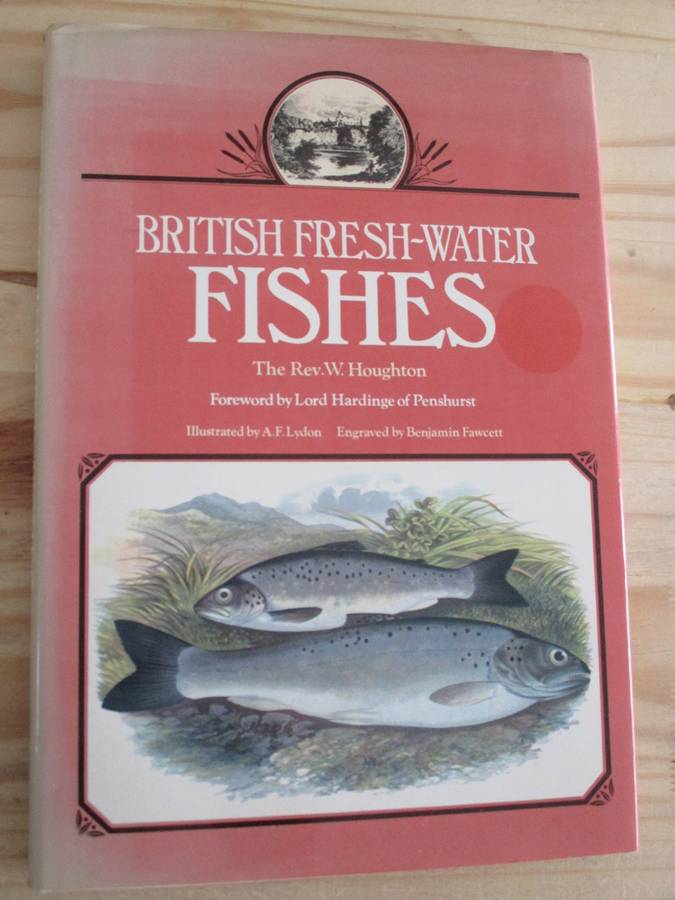 BRITISH FRESH-WATER
FISHES
The Rev. W. Houghton
Foreword by Lord Hardinge of Penshurst
Illustrated by A.F. Lydon Engraved by Benjamin Fawcett